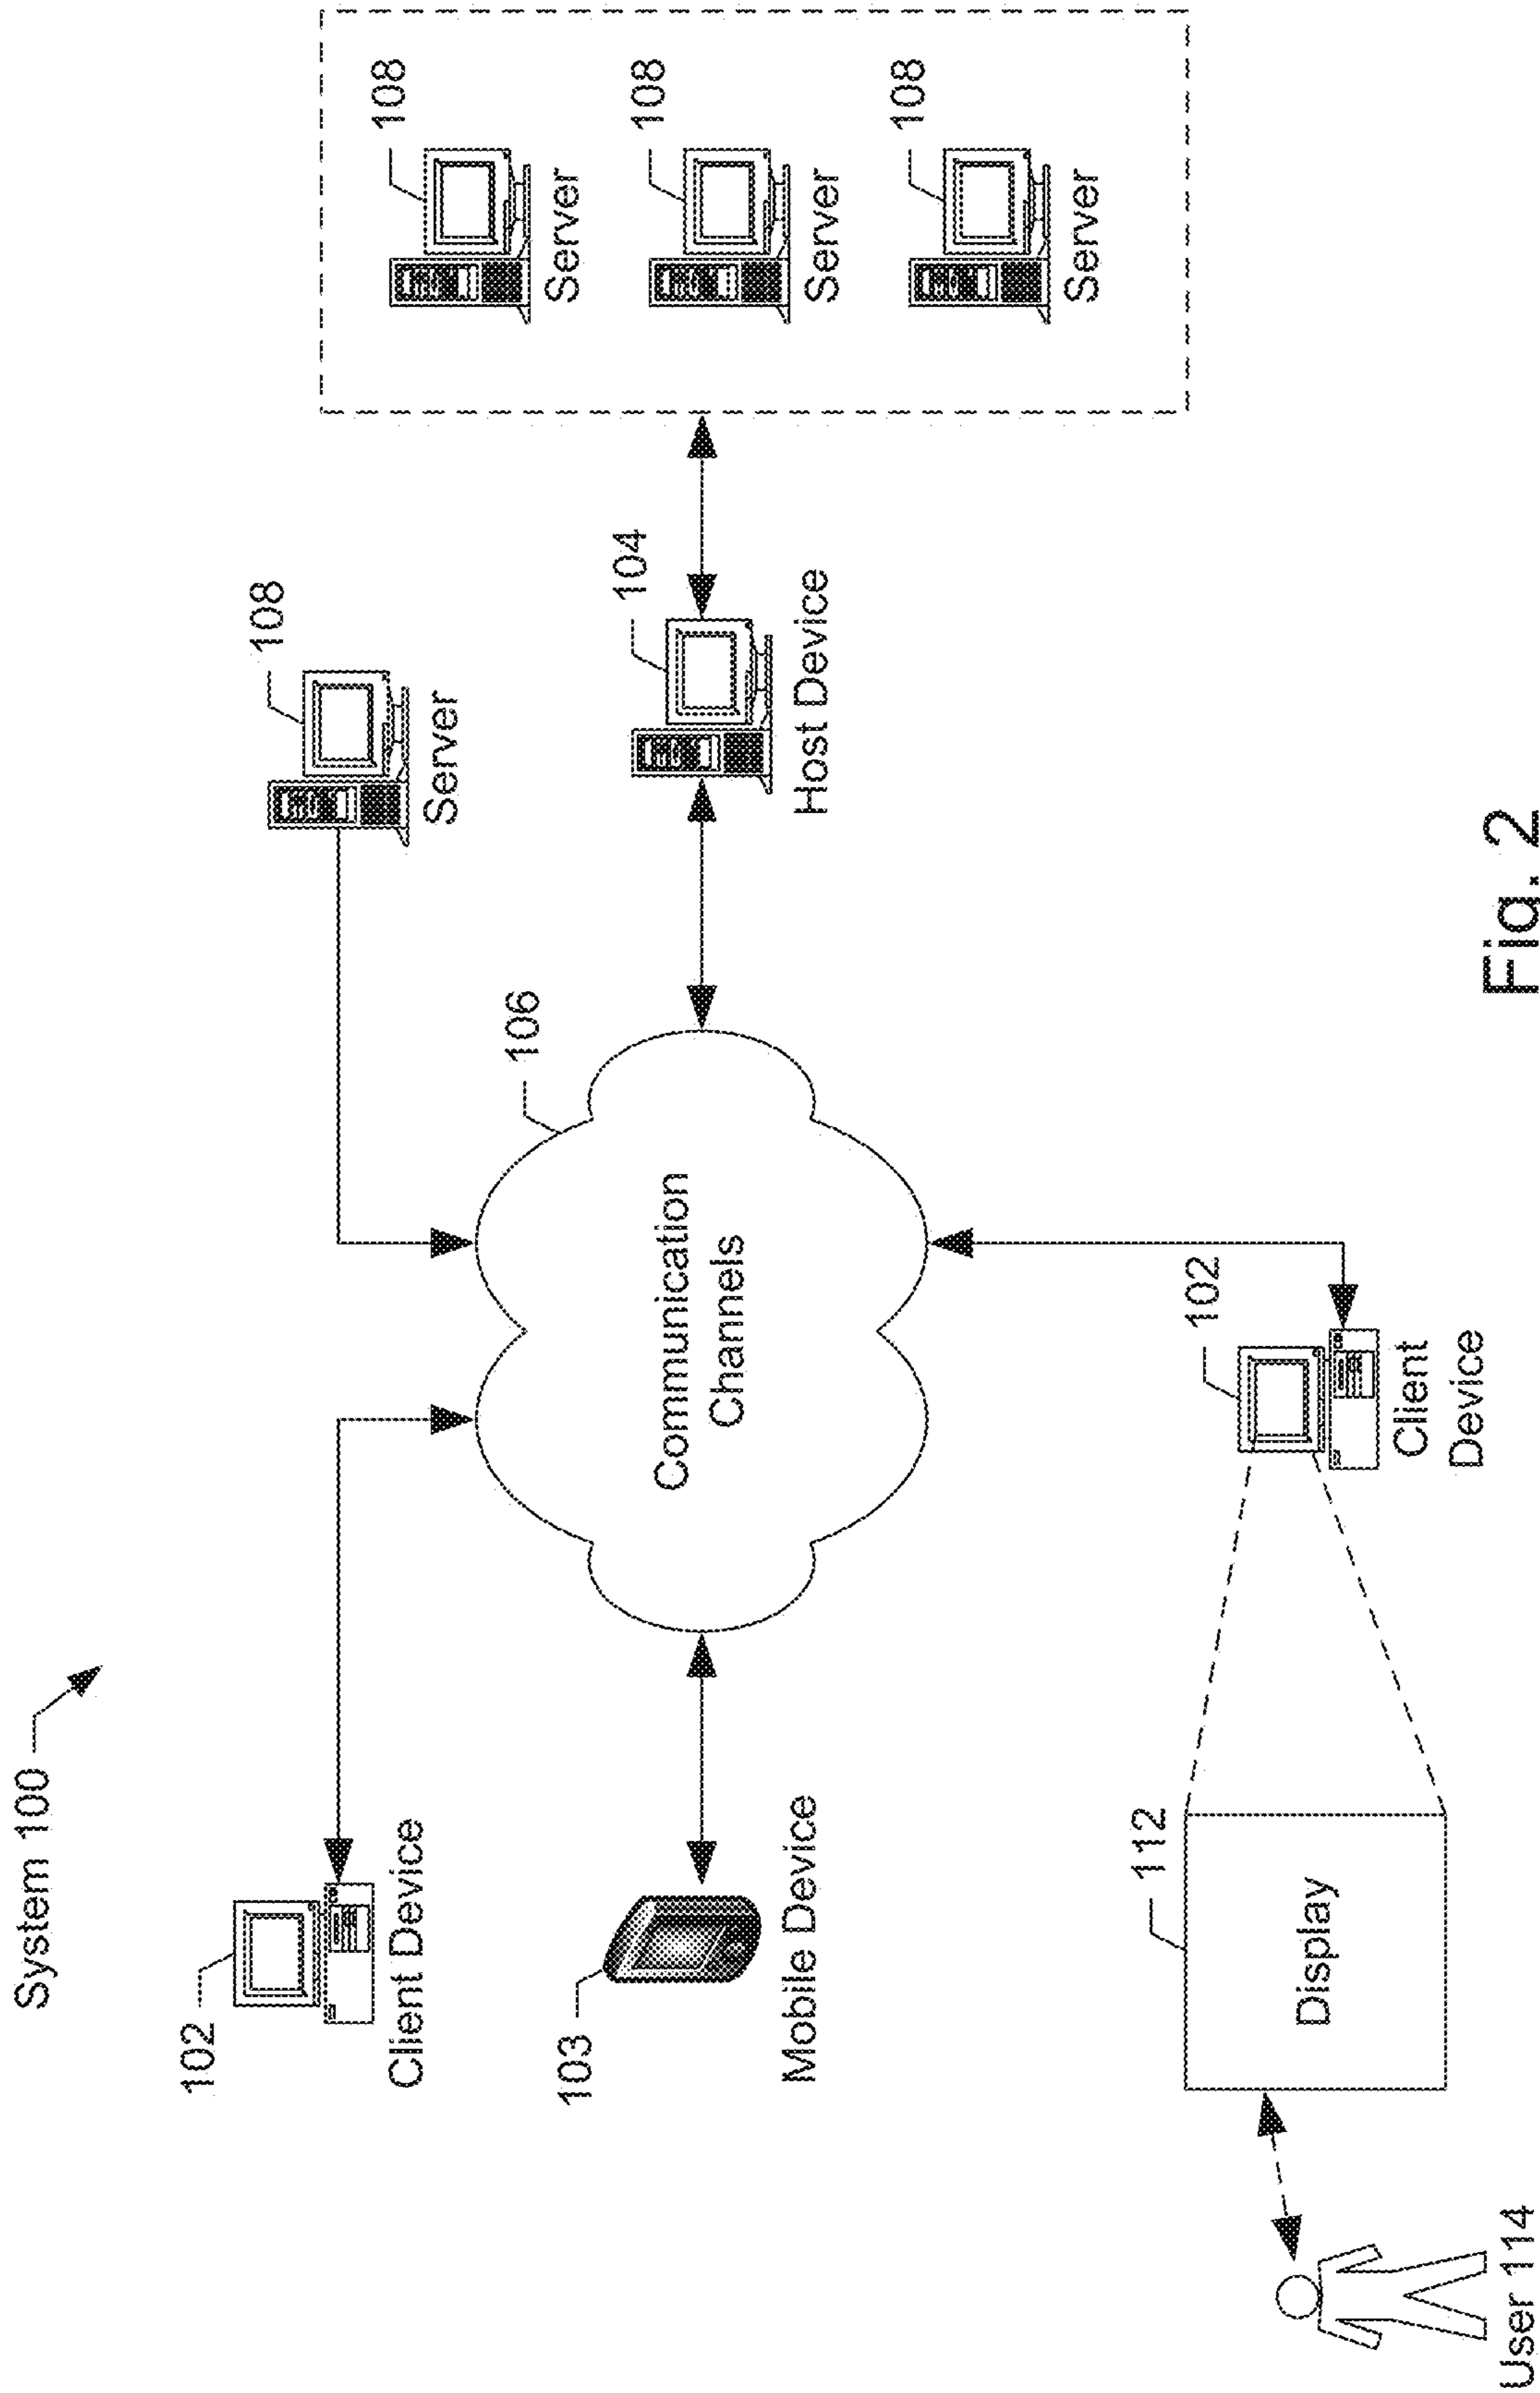 System 100
102
Client Device
108
Server
103
Mobile Device
106
Communication
Channels
104
Host Device
108
Server
108
Server
108
Server
User 114
112
Display
102
Client
Device
Fig. 2